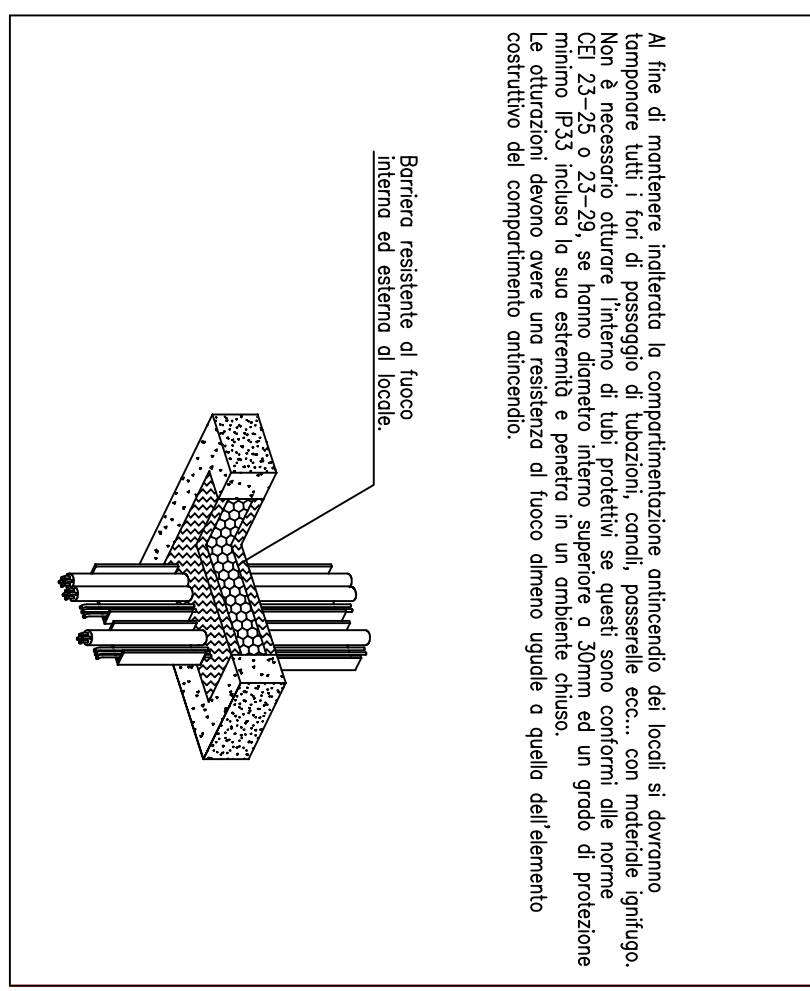 Al fine di mantenere inalterata la compartimentazione antincendio dei locali si dovranno
tamponare tutti i fori di passaggio di tubazioni, canali, passerelle ecc... con materiale ignifugo.
Non è necessario otturare l'interno di tubi protettivi se questi sono conformi alle norme
CEI 23-25 o 23-29, se hanno diametro interno superiore a 30mm ed un grado di protezione
minimo IP33 inclusa la sua estremità e penetra in un ambiente chiuso.
Le otturazioni devono avere una resistenza al fuoco almeno uguale a quella dell'elemento
costruttivo del compartimento antincendio.
Barriera resistente al fuoco
interna ed esterna al locale.